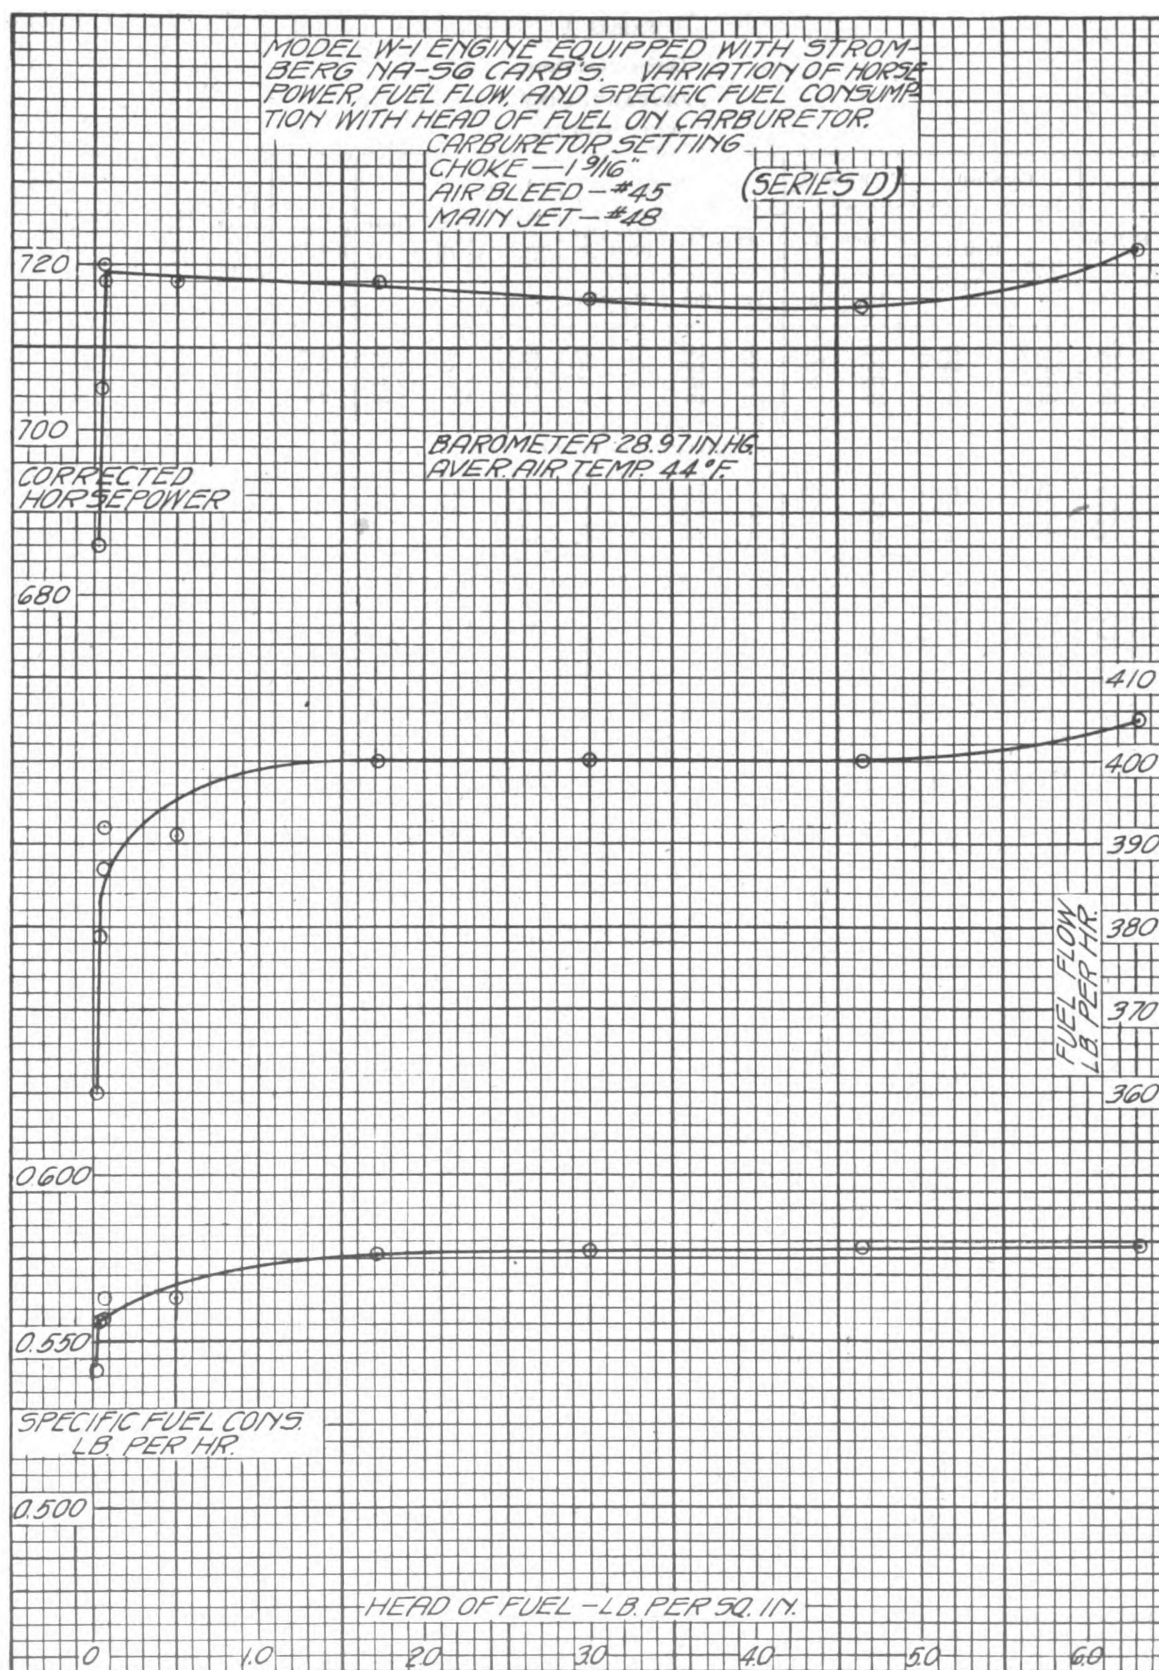 MODEL W-1 ENGINE EQUIPPED WITH STROM-
BERG NA-S6 CARB'S. VARIATION OF HORSE
POWER, FUEL FLOW, AND SPECIFIC FUEL CONSUMP-
TION WITH HEAD OF FUEL ON CARBURETOR.
CARBURETOR SETTING
CHOKE — 1 9/16"
AIR BLEED - #45 (SERIES D)
MAIN JET - #48
720
700
BAROMETER 28.97 IN. HG.
AVER. AIR TEMP. 44°F.
CORRECTED
HORSEPOWER
680
410
400
390
380
FUEL FLOW
LB. PER HR.
370
360
0.600
0.550
SPECIFIC FUEL CONS.
LB. PER HR.
0.500
HEAD OF FUEL - LB. PER SQ. IN.
0 1.0 2.0 3.0 4.0 5.0 6.0